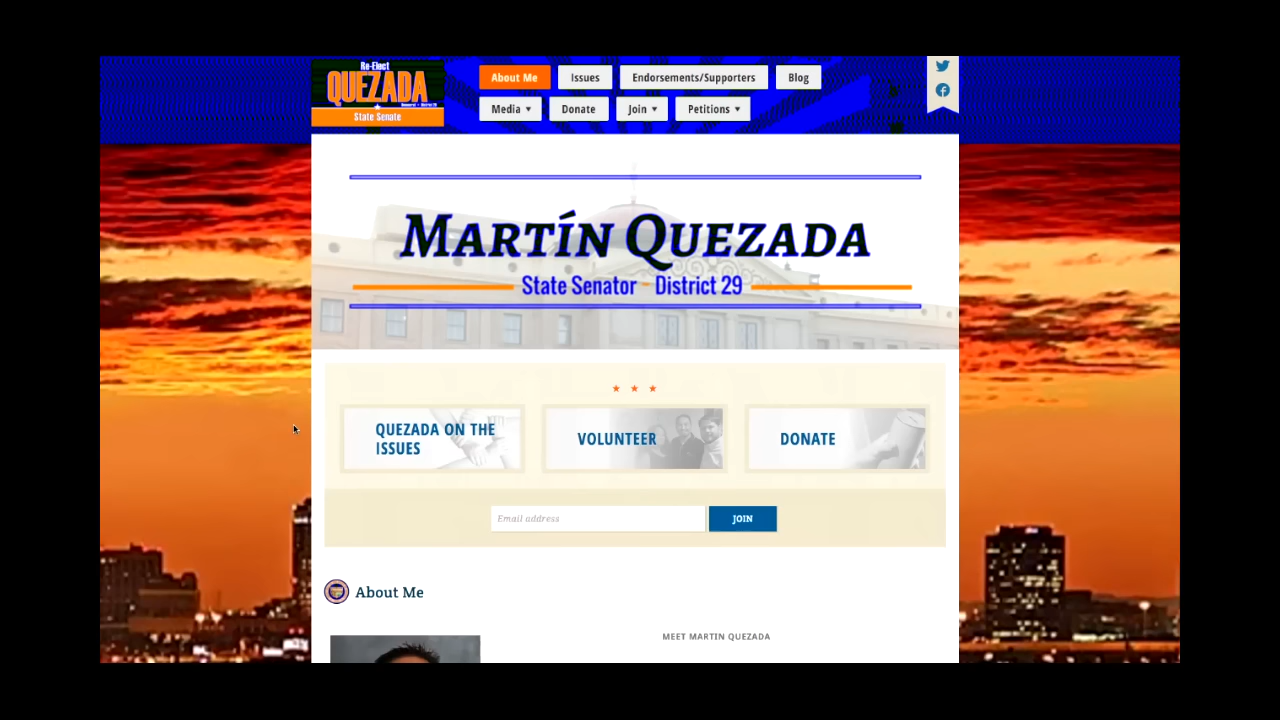 Re-Elect
QUEZADA
State Senate
About Me
Issues
Endorsements/Supporters
Blog
Media
Donate
Join
Petitions
MARTÍN QUEZADA
State Senator District 29
QUEZADA ON THE
ISSUES
VOLUNTEER
DONATE
Email address
JOIN
About Me
MEET MARTIN QUEZADA